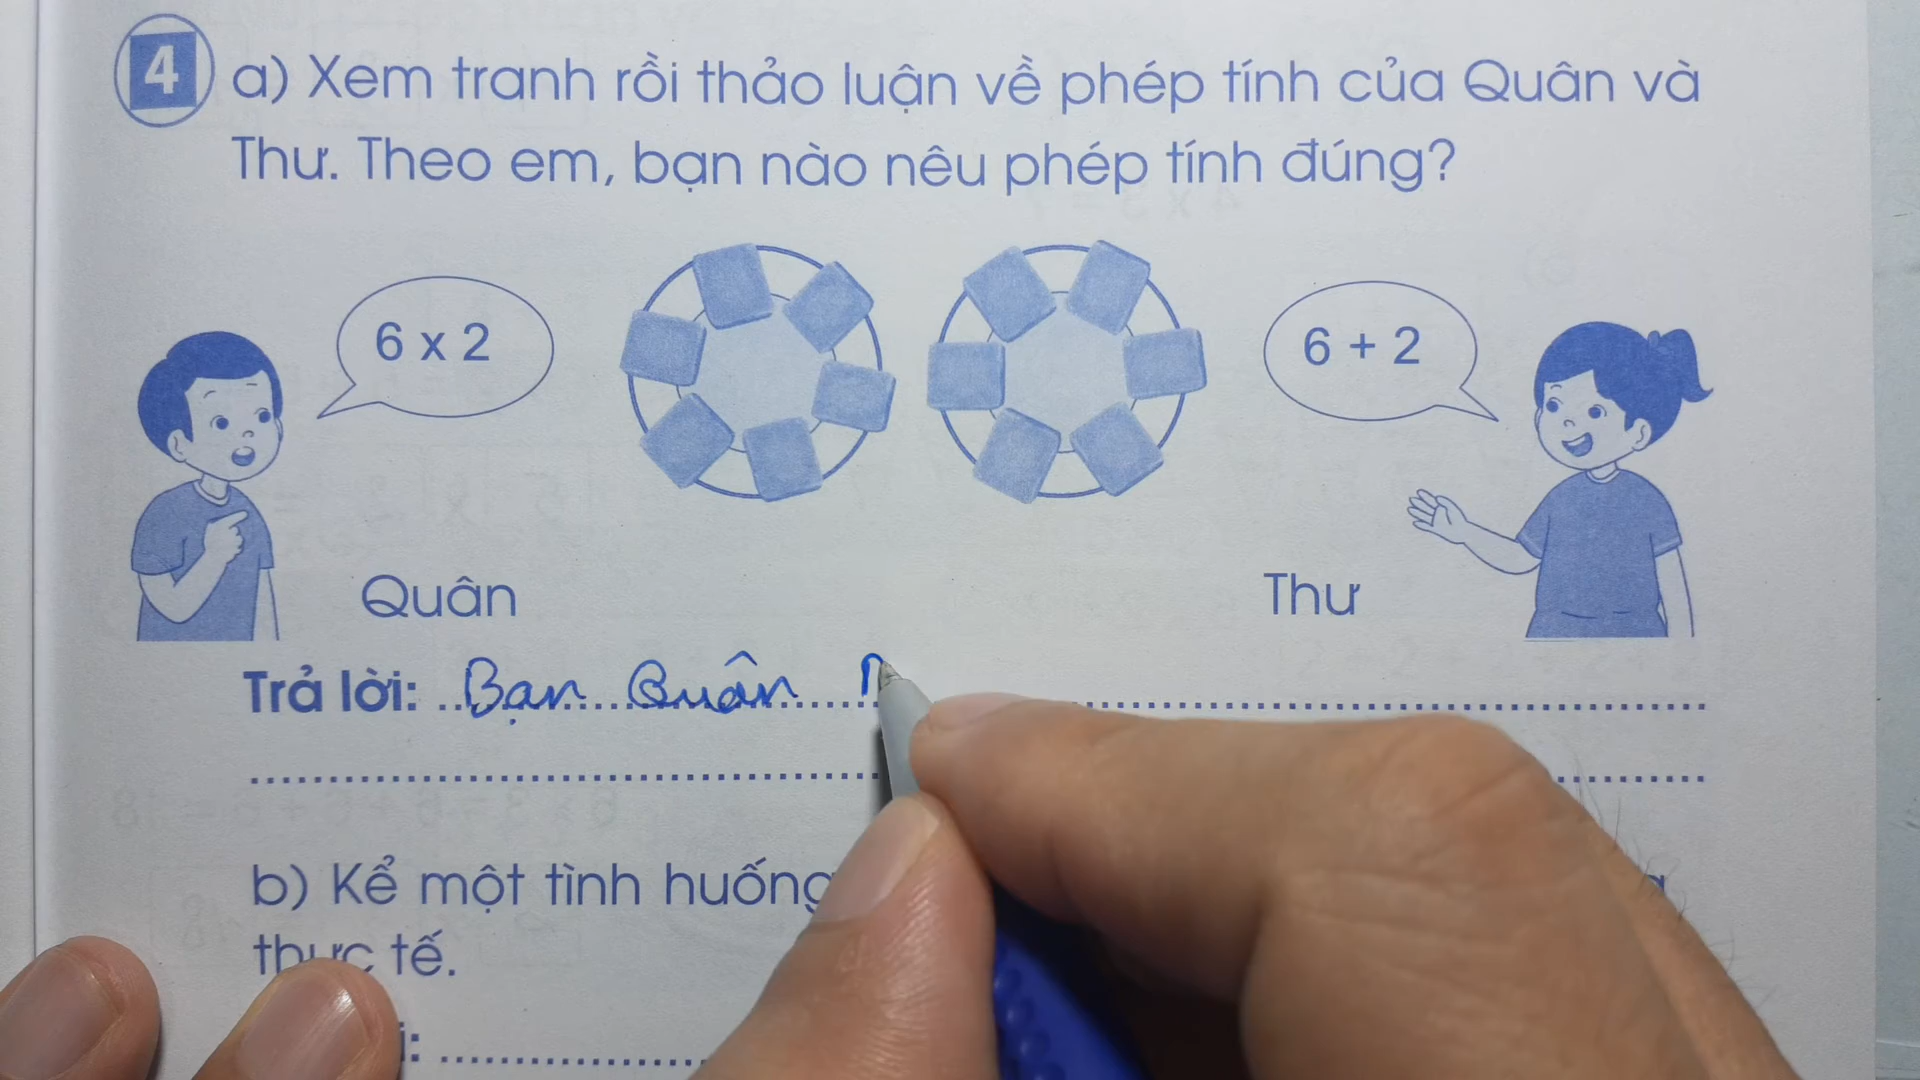 4 a) Xem tranh rồi thảo luận về phép tính của Quân và
Thư. Theo em, bạn nào nêu phép tính đúng?
6 x 2
6 + 2
Quân
Thư
Trả lời: Bạn Quân n
b) Kể một tình huống
thực tế.